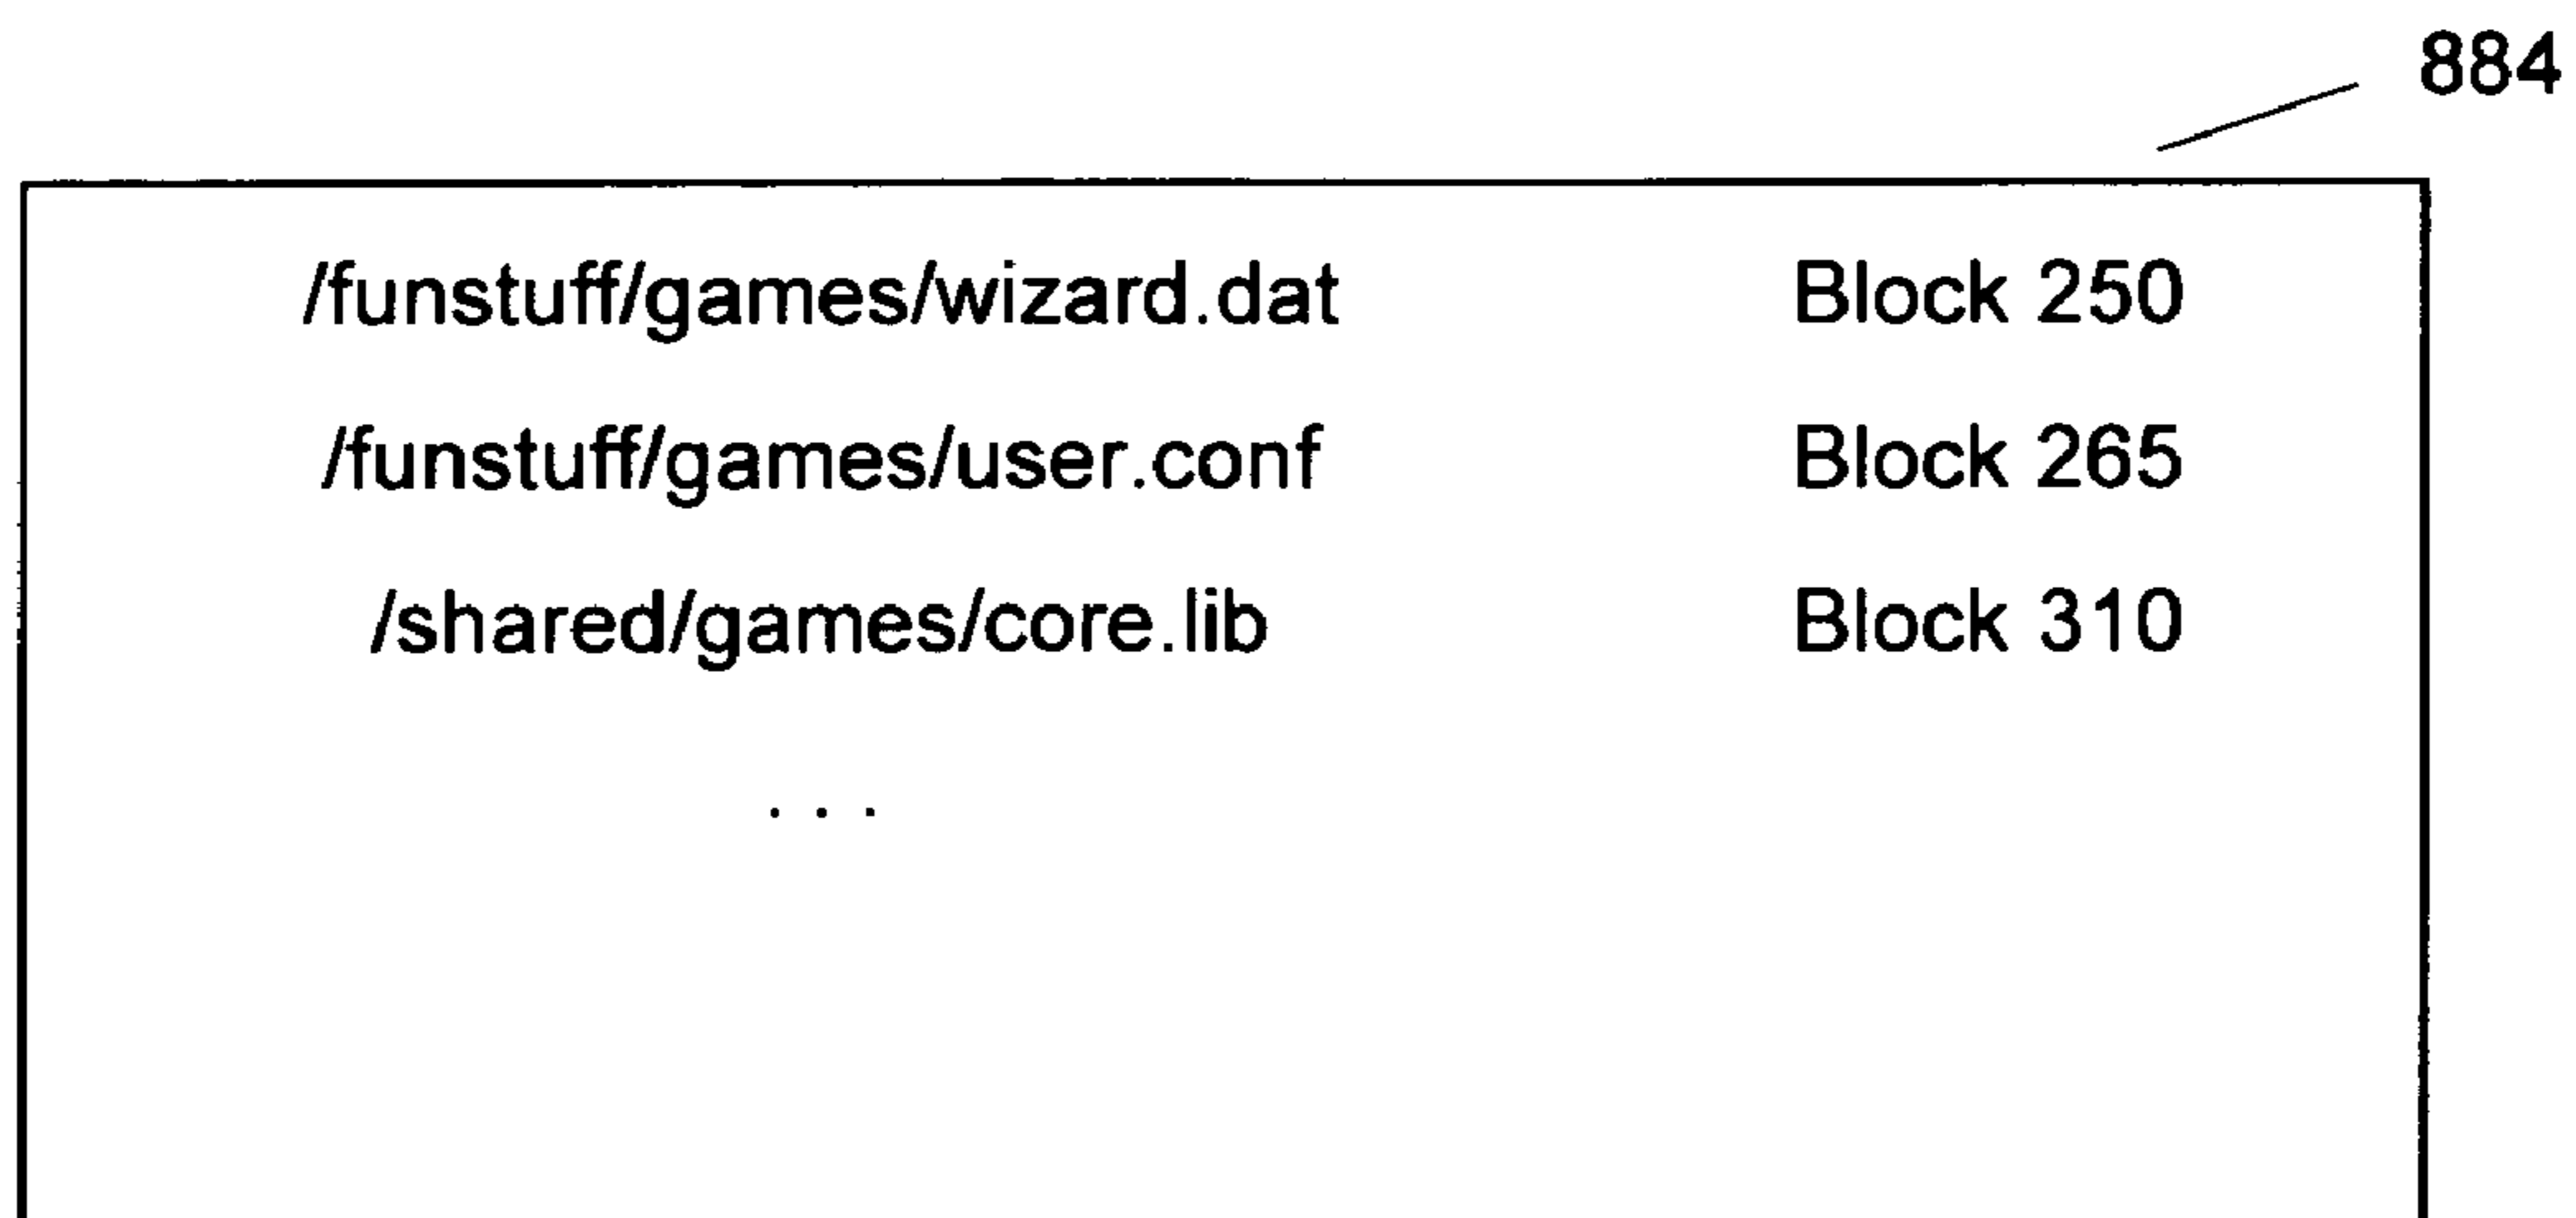 884
/funstuff/games/wizard.dat Block 250
/funstuff/games/user.conf Block 265
/shared/games/core.lib Block 310
. . .